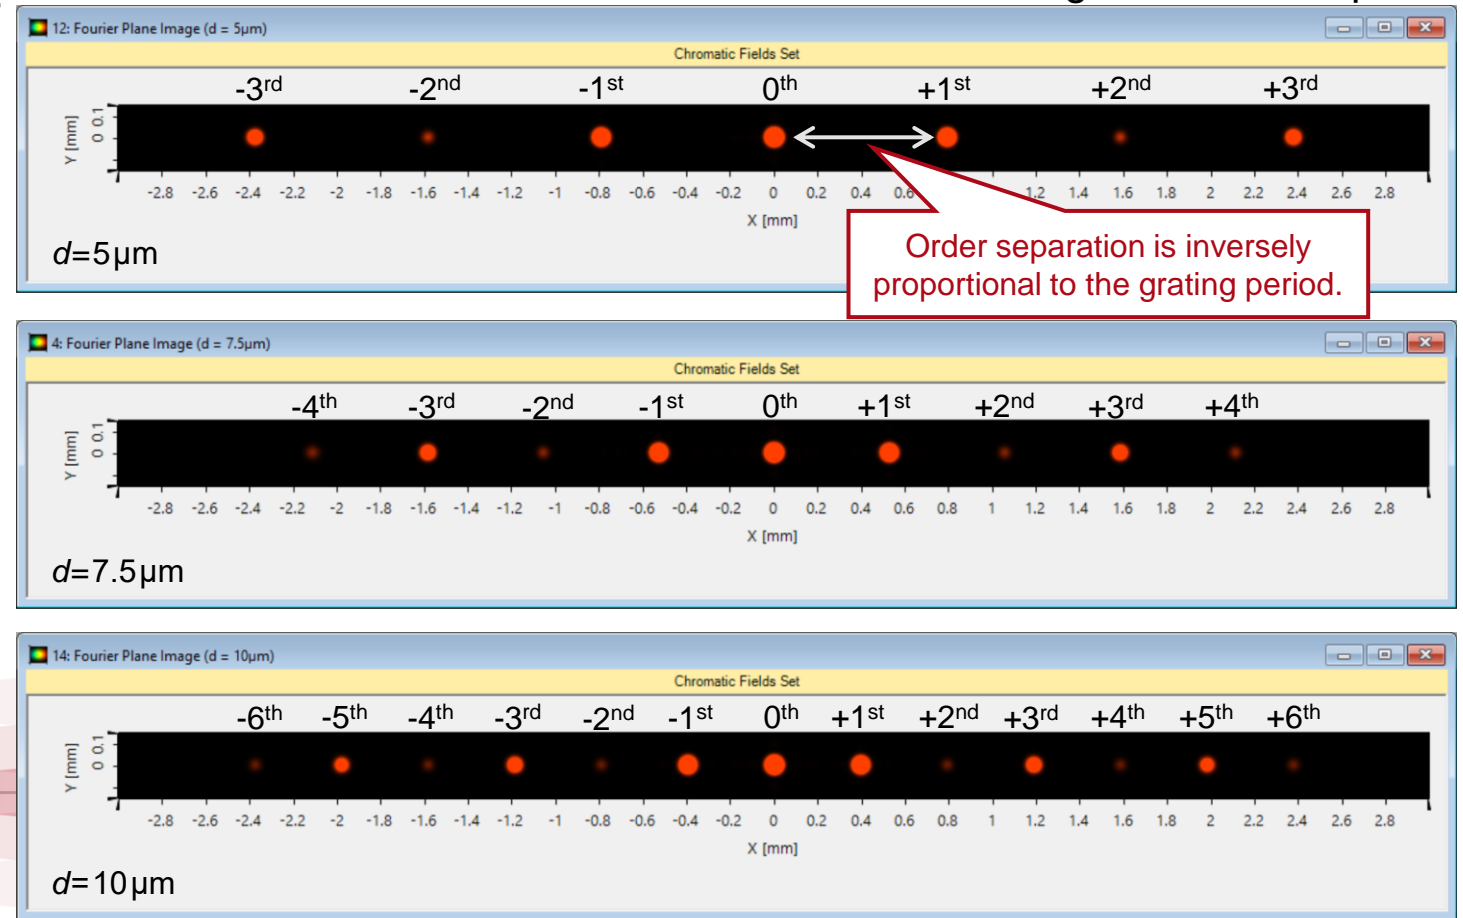 12: Fourier Plane Image (d = 5µm)
Chromatic Fields Set
-3rd -2nd -1st 0th +1st +2nd +3rd
Y [mm]
0 0.1
-2.8 -2.6 -2.4 -2.2 -2 -1.8 -1.6 -1.4 -1.2 -1 -0.8 -0.6 -0.4 -0.2 0 0.2 0.4 0.6 1.2 1.4 1.6 1.8 2 2.2 2.4 2.6 2.8
X [mm]
d=5µm
Order separation is inversely
proportional to the grating period.
4: Fourier Plane Image (d = 7.5µm)
Chromatic Fields Set
-4th -3rd -2nd -1st 0th +1st +2nd +3rd +4th
Y [mm]
0 0.1
-2.8 -2.6 -2.4 -2.2 -2 -1.8 -1.6 -1.4 -1.2 -1 -0.8 -0.6 -0.4 -0.2 0 0.2 0.4 0.6 0.8 1 1.2 1.4 1.6 1.8 2 2.2 2.4 2.6 2.8
X [mm]
d=7.5µm
14: Fourier Plane Image (d = 10µm)
Chromatic Fields Set
-6th -5th -4th -3rd -2nd -1st 0th +1st +2nd +3rd +4th +5th +6th
Y [mm]
0 0.1
-2.8 -2.6 -2.4 -2.2 -2 -1.8 -1.6 -1.4 -1.2 -1 -0.8 -0.6 -0.4 -0.2 0 0.2 0.4 0.6 0.8 1 1.2 1.4 1.6 1.8 2 2.2 2.4 2.6 2.8
X [mm]
d=10µm